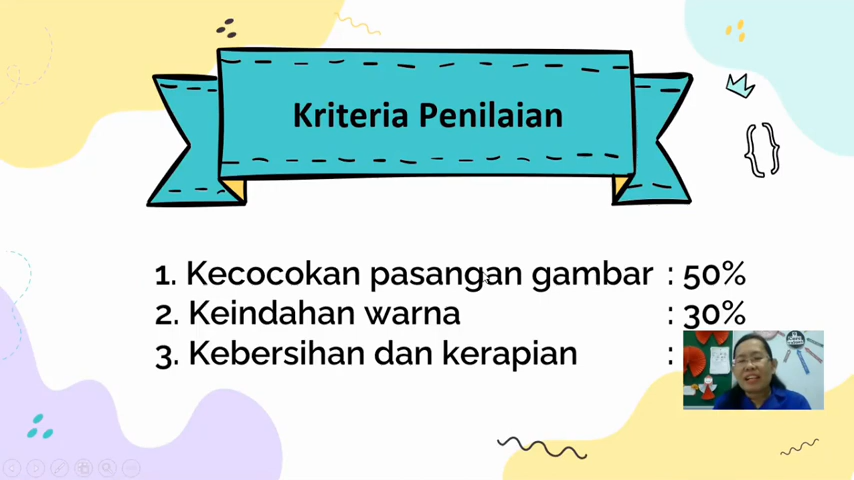 Kriteria Penilaian
1. Kecocokan pasangan gambar : 50%
2. Keindahan warna : 30%
3. Kebersihan dan kerapian :